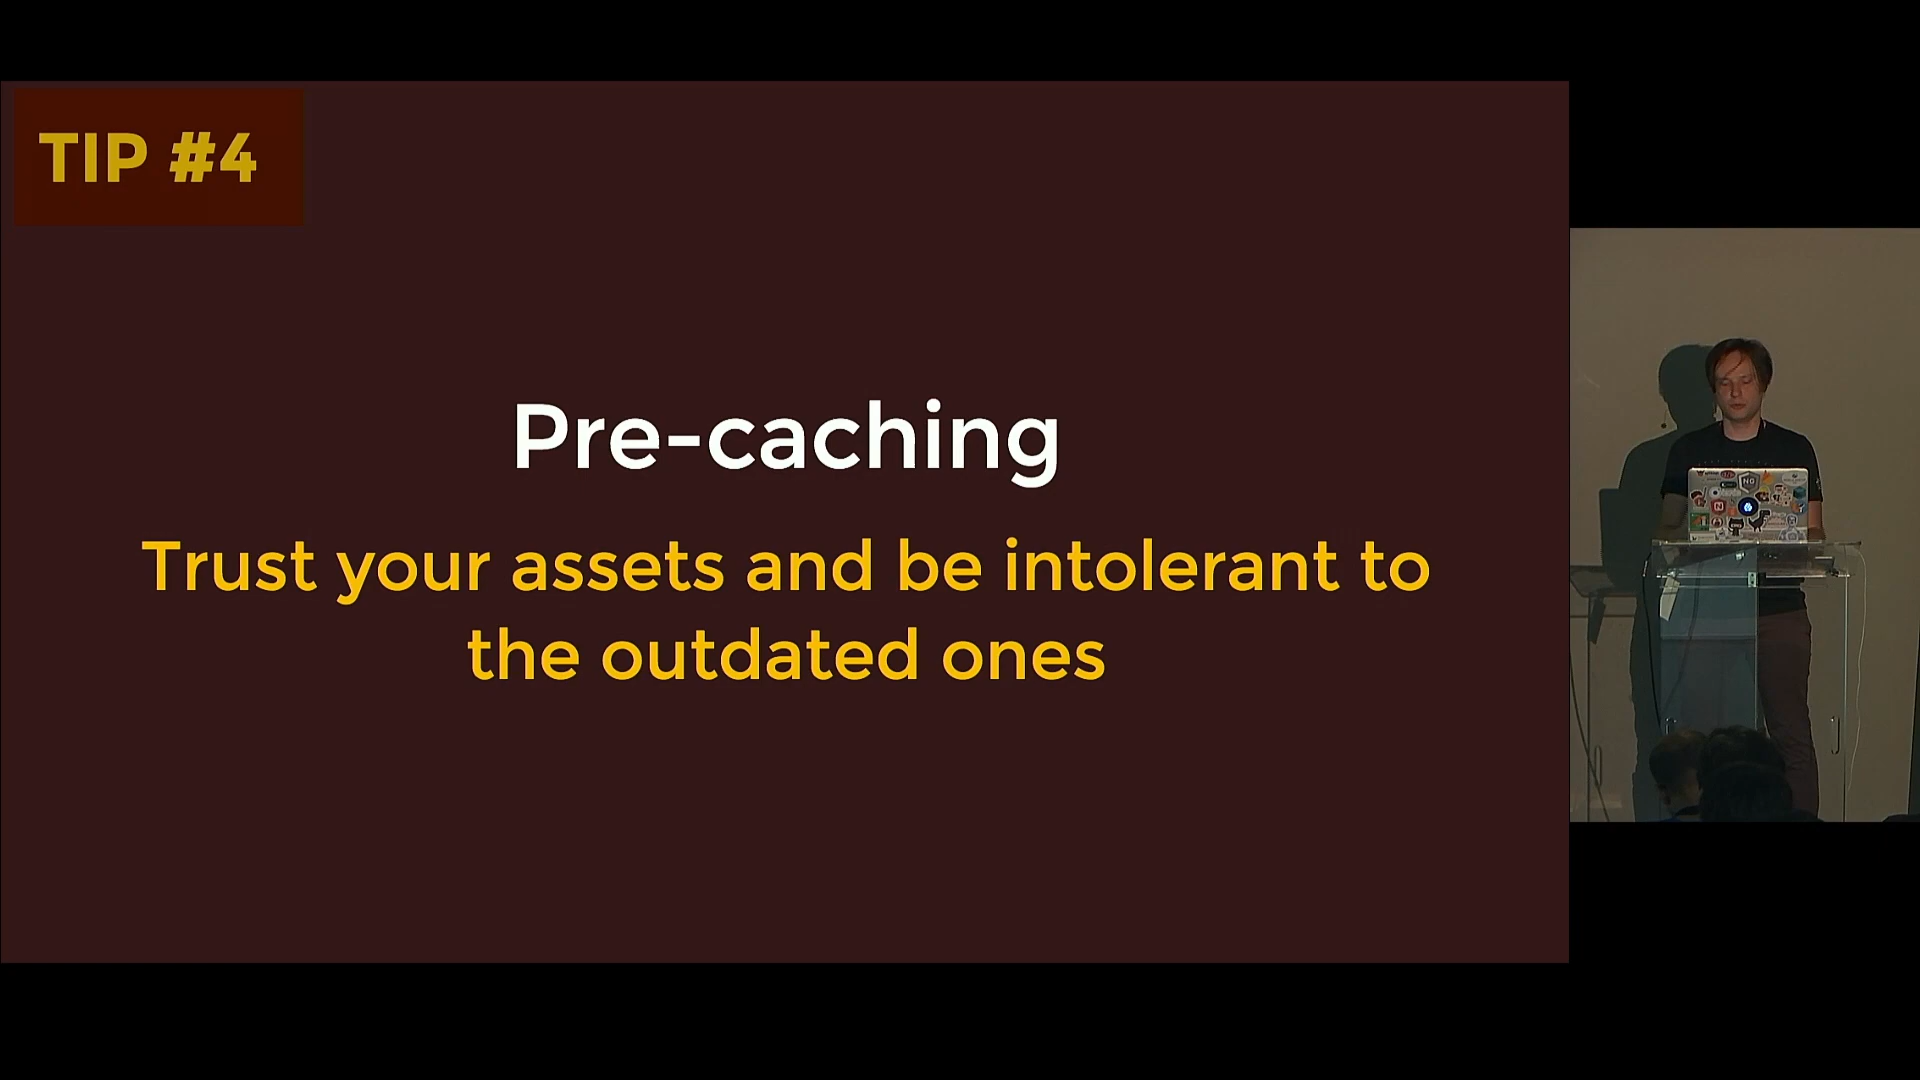 TIP #4
Pre-caching
Trust your assets and be intolerant to
the outdated ones